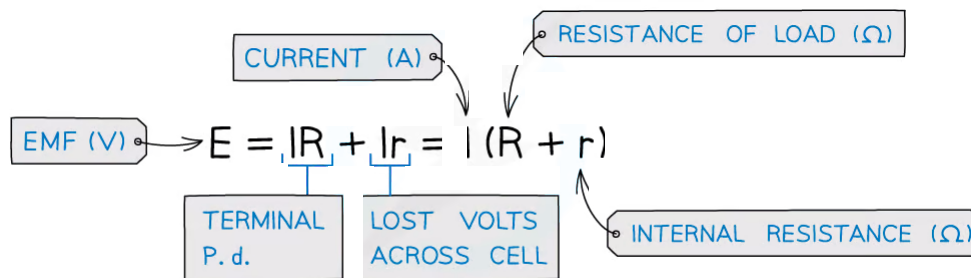 RESISTANCE OF LOAD (Ω)
CURRENT (A)
EMF (V)
E = IR + Ir = I (R + r)
TERMINAL
P.d.
LOST VOLTS
ACROSS CELL
INTERNAL RESISTANCE (Ω)